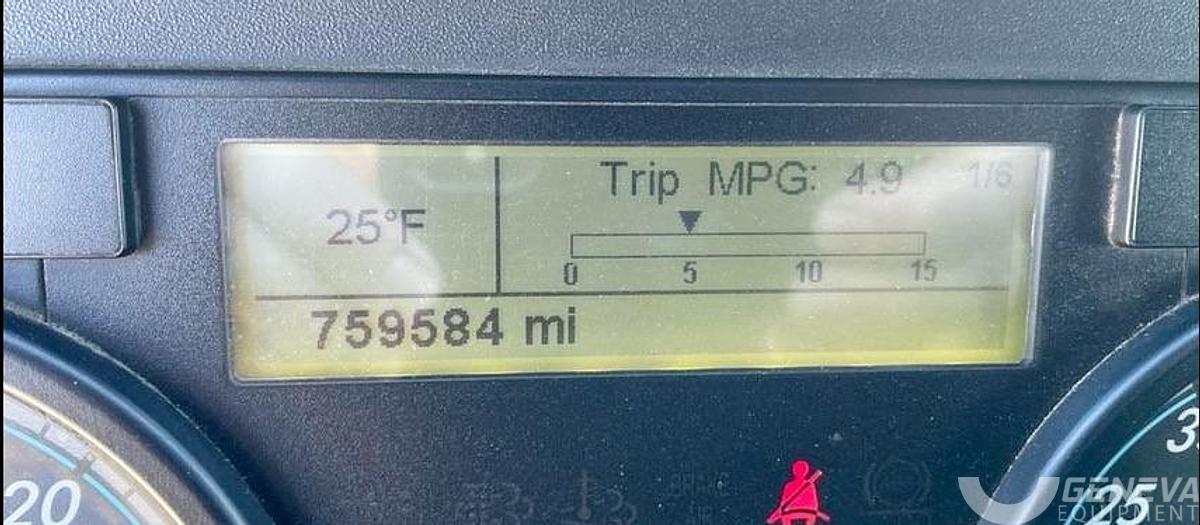 Trip MPG: 4.9 1/6
25°F
0 5 10 15
759584 mi
20
25
GENEVA
EQUIPMENT